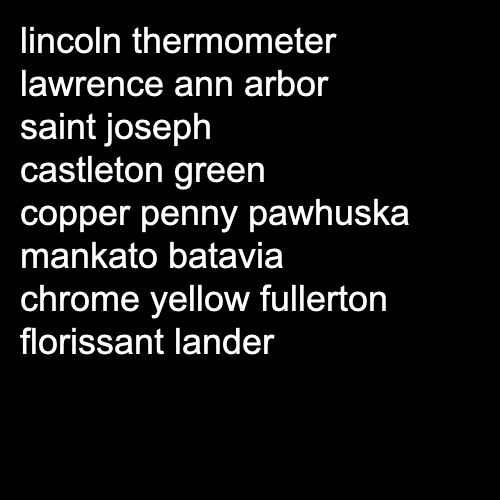 lincoln thermometer
lawrence ann arbor
saint joseph
castleton green
copper penny pawhuska
mankato batavia
chrome yellow fullerton
florissant lander